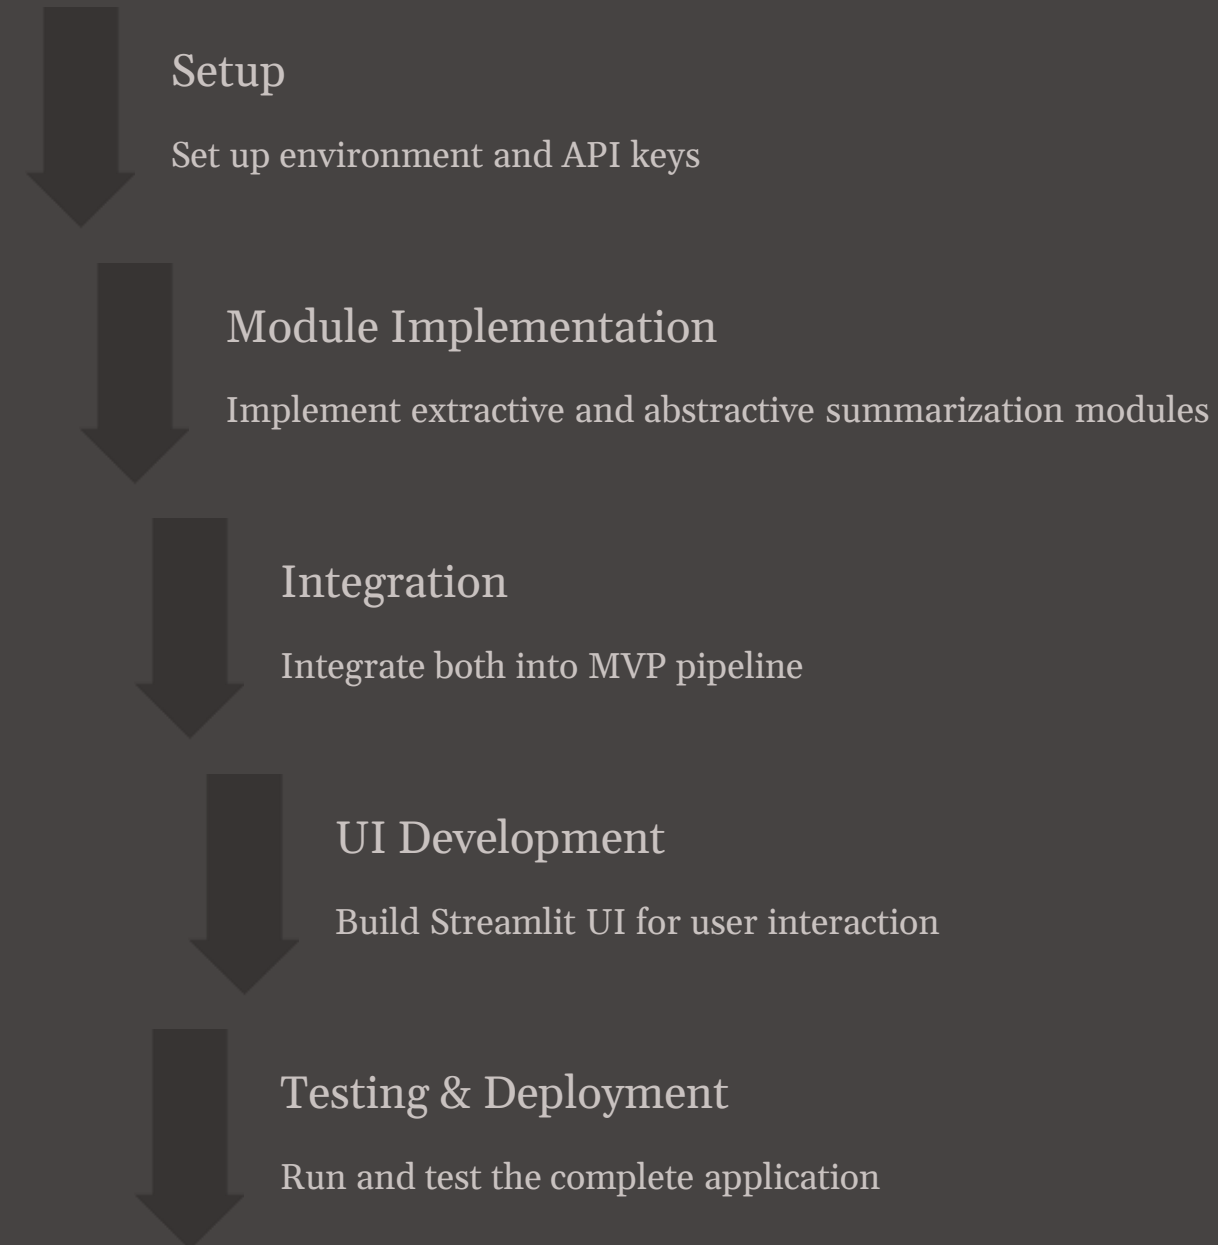 Setup
Set up environment and API keys
Module Implementation
Implement extractive and abstractive summarization modules
Integration
Integrate both into MVP pipeline
UI Development
Build Streamlit UI for user interaction
Testing & Deployment
Run and test the complete application